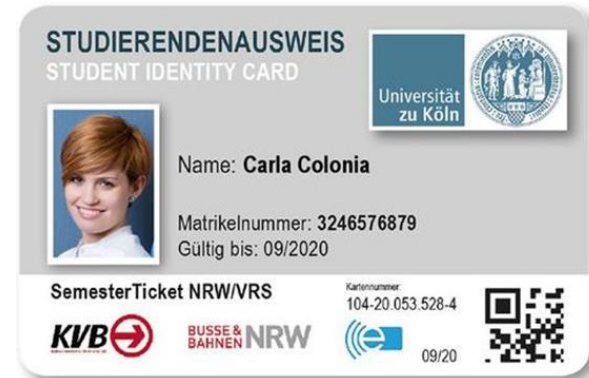 STUDIERENDENAUSWEIS
STUDENT IDENTITY CARD
Universität
zu Köln
Name: Carla Colonia
Matrikelnummer: 3246576879
Gültig bis: 09/2020
SemesterTicket NRW/VRS
Kartennummer:
104-20.053.528-4
KVB
BUSSE &
BAHNEN NRW
09/20